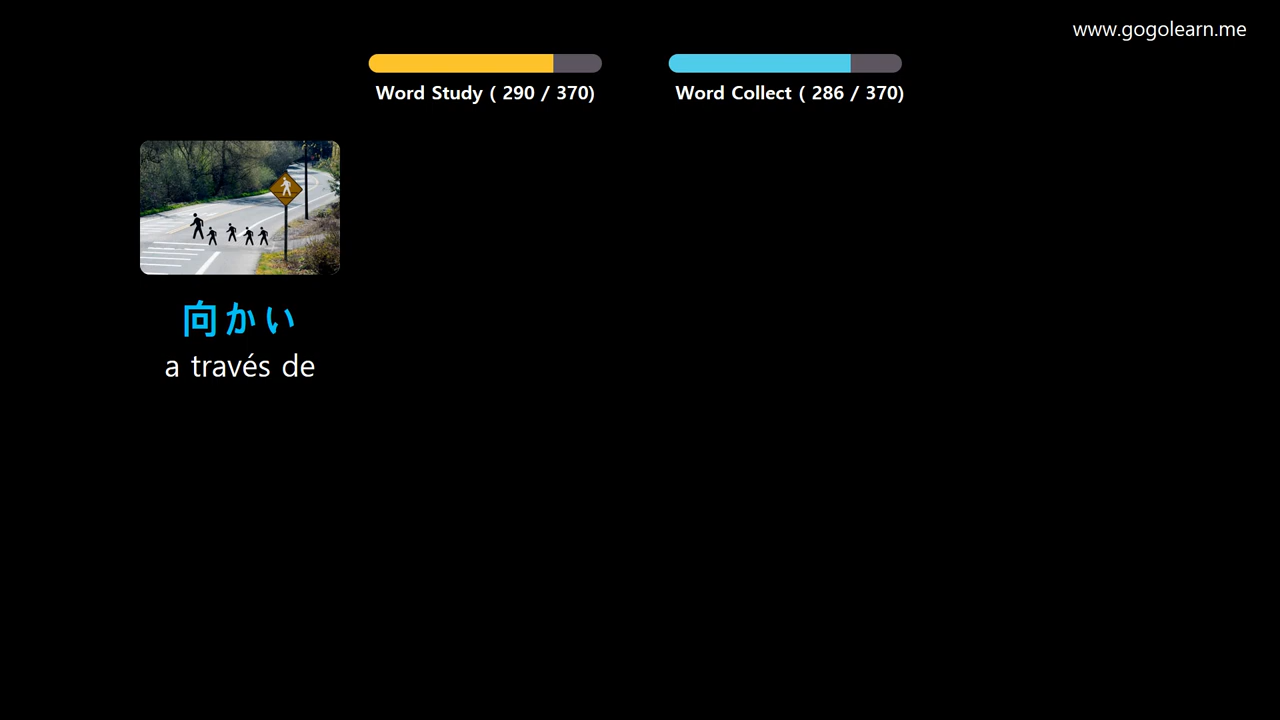 www.gogolearn.me
Word Study ( 290 / 370)
Word Collect ( 286 / 370)
向かい
a través de